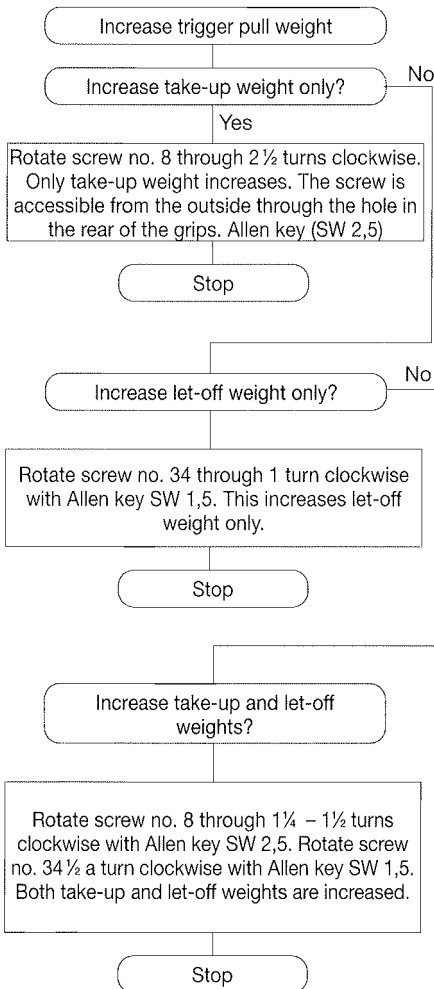 Increase trigger pull weight
Increase take-up weight only?
No
Yes
Rotate screw no. 8 through 2 ½ turns clockwise.
Only take-up weight increases. The screw is
accessible from the outside through the hole in
the rear of the grips. Allen key (SW 2,5)
Stop
Increase let-off weight only?
No
Rotate screw no. 34 through 1 turn clockwise
with Allen key SW 1,5. This increases let-off
weight only.
Stop
Increase take-up and let-off
weights?
Rotate screw no. 8 through 1¼ – 1½ turns
clockwise with Allen key SW 2,5. Rotate screw
no. 34 ½ a turn clockwise with Allen key SW 1,5.
Both take-up and let-off weights are increased.
Stop